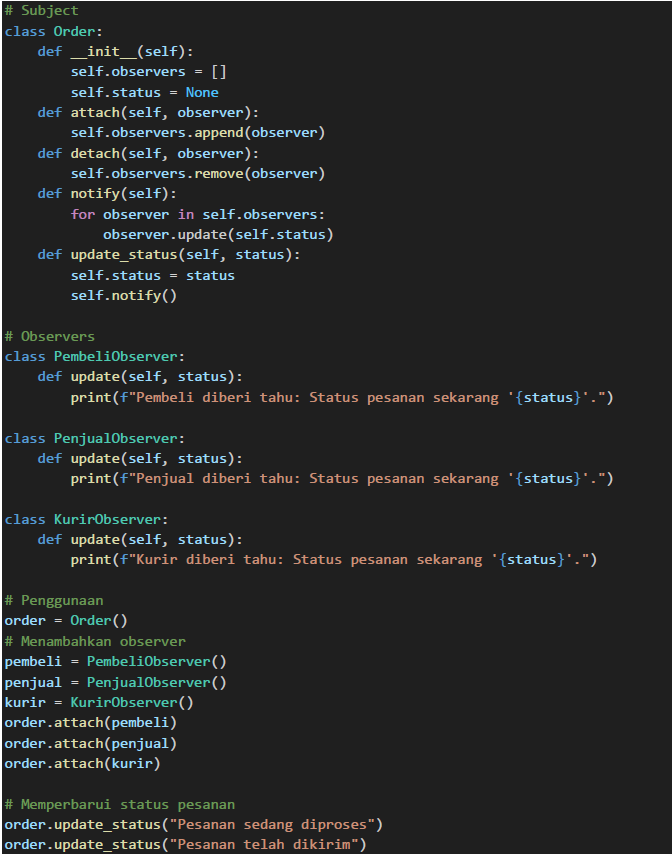 # Subject
class Order:
    def __init__(self):
        self.observers = []
        self.status = None
    def attach(self, observer):
        self.observers.append(observer)
    def detach(self, observer):
        self.observers.remove(observer)
    def notify(self):
        for observer in self.observers:
            observer.update(self.status)
    def update_status(self, status):
        self.status = status
        self.notify()

# Observers
class PembeliObserver:
    def update(self, status):
        print(f"Pembeli diberi tahu: Status pesanan sekarang '{status}'.")

class PenjualObserver:
    def update(self, status):
        print(f"Penjual diberi tahu: Status pesanan sekarang '{status}'.")

class KurirObserver:
    def update(self, status):
        print(f"Kurir diberi tahu: Status pesanan sekarang '{status}'.")

# Penggunaan
order = Order()
# Menambahkan observer
pembeli = PembeliObserver()
penjual = PenjualObserver()
kurir = KurirObserver()
order.attach(pembeli)
order.attach(penjual)
order.attach(kurir)

# Memperbarui status pesanan
order.update_status("Pesanan sedang diproses")
order.update_status("Pesanan telah dikirim")